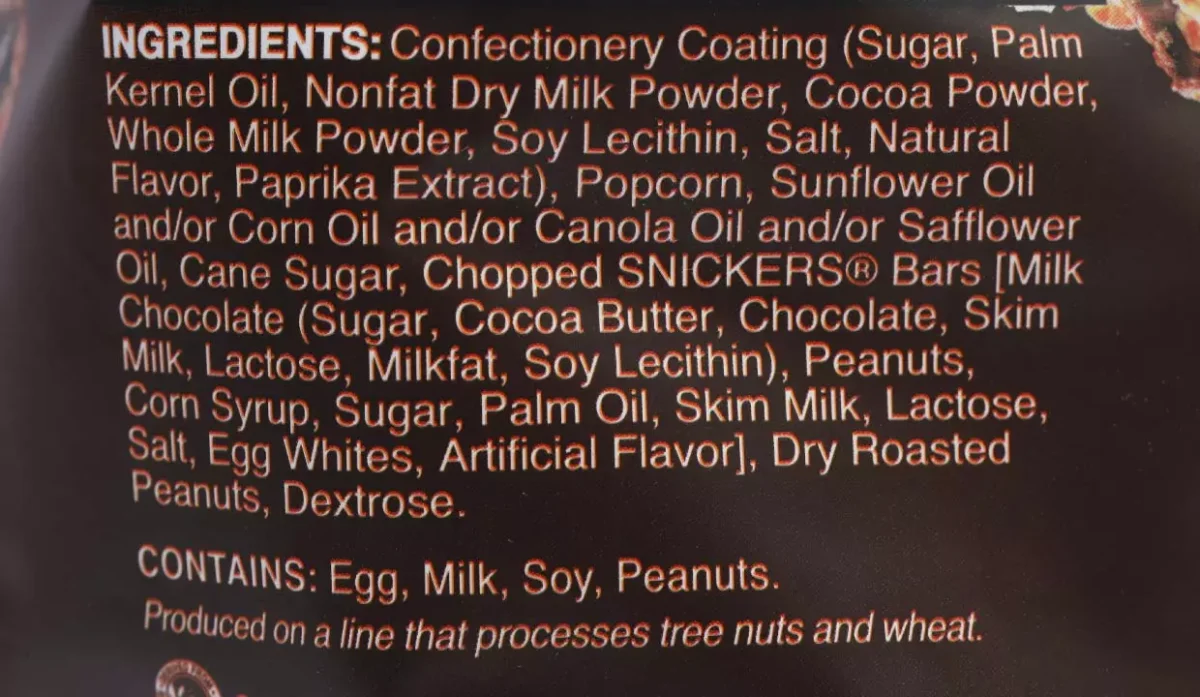 INGREDIENTS: Confectionery Coating (Sugar, Palm
Kernel Oil, Nonfat Dry Milk Powder, Cocoa Powder,
Whole Milk Powder, Soy Lecithin, Salt, Natural
Flavor, Paprika Extract), Popcorn, Sunflower Oil
and/or Corn Oil and/or Canola Oil and/or Safflower
Oil, Cane Sugar, Chopped SNICKERS® Bars [Milk
Chocolate (Sugar, Cocoa Butter, Chocolate, Skim
Milk, Lactose, Milkfat, Soy Lecithin), Peanuts,
Corn Syrup, Sugar, Palm Oil, Skim Milk, Lactose,
Salt, Egg Whites, Artificial Flavor], Dry Roasted
Peanuts, Dextrose.
CONTAINS: Egg, Milk, Soy, Peanuts.
Produced on a line that processes tree nuts and wheat.